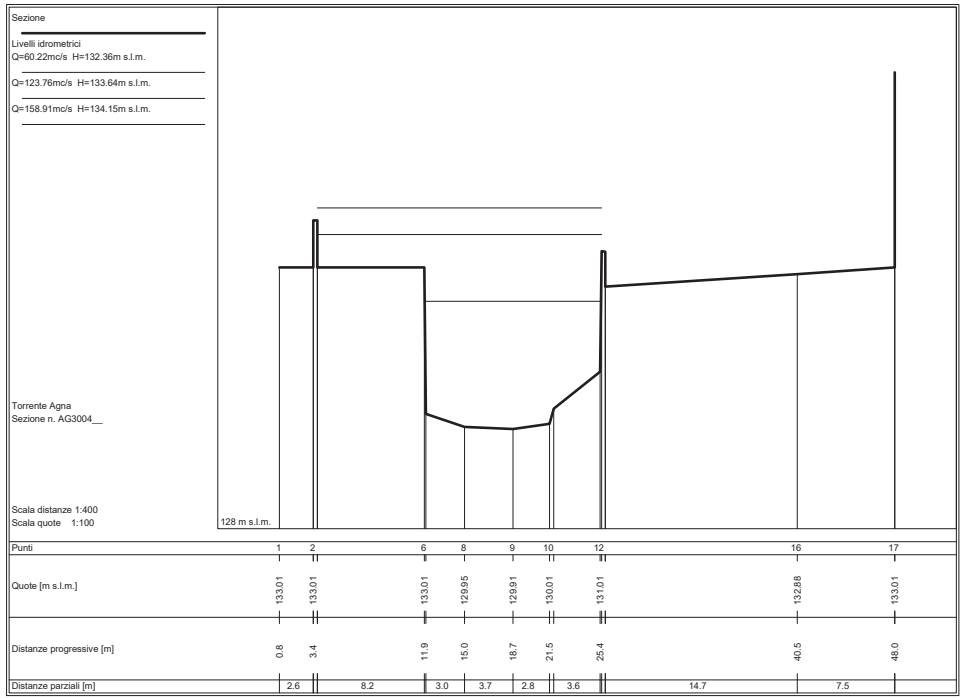 Sezione
Livelli idrometrici
Q=60.22mc/s H=132.36m s.l.m.
Q=123.76mc/s H=133.64m s.l.m.
Q=158.91mc/s H=134.15m s.l.m.
Torrente Agna
Sezione n. AG3004__
Scala distanze 1:400
Scala quote 1:100
128 m s.l.m.
Punti 1 2 6 8 9 10 12 16 17
Quote [m s.l.m.] 133.01 133.01 133.01 129.95 129.91 130.01 131.01 132.88 133.01
Distanze progressive [m] 0.8 3.4 11.9 15.0 18.7 21.5 25.4 40.5 48.0
Distanze parziali [m] 2.6 8.2 3.0 3.7 2.8 3.6 14.7 7.5